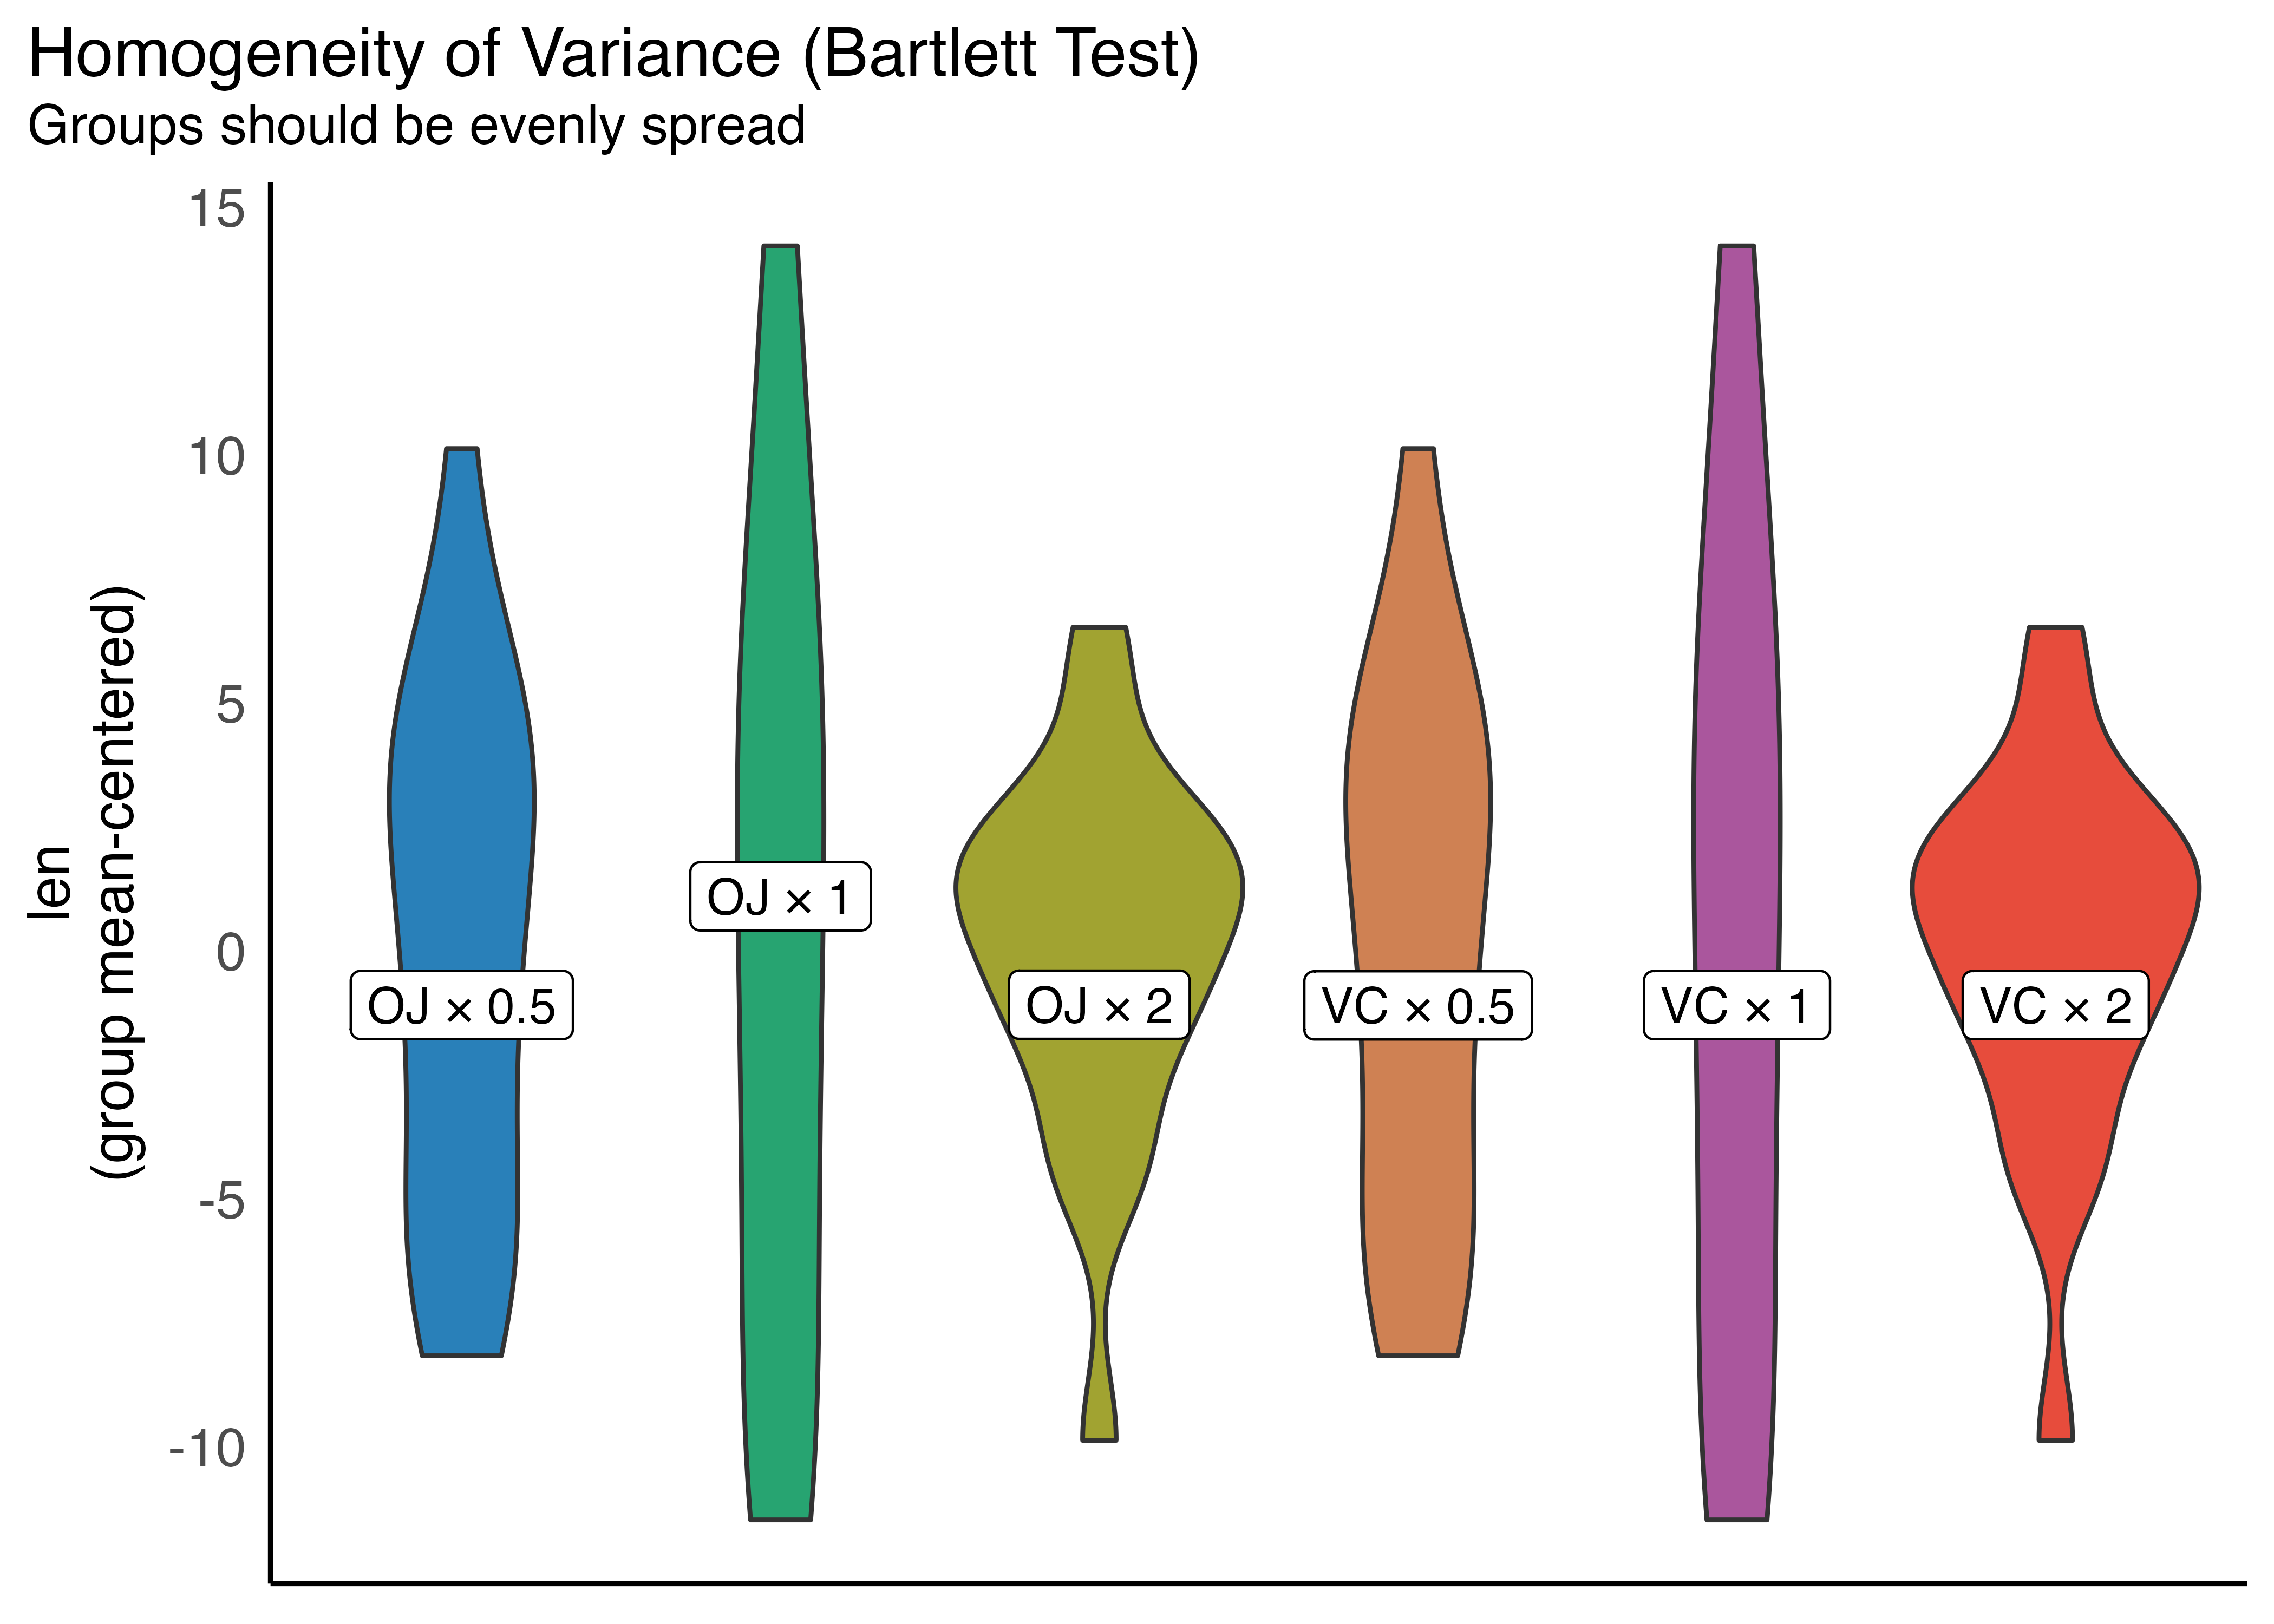 Homogeneity of Variance (Bartlett Test)
Groups should be evenly spread
len
(group mean-centered)
15
10
5
0
-5
-10
OJ × 0.5
OJ × 1
OJ × 2
VC × 0.5
VC × 1
VC × 2